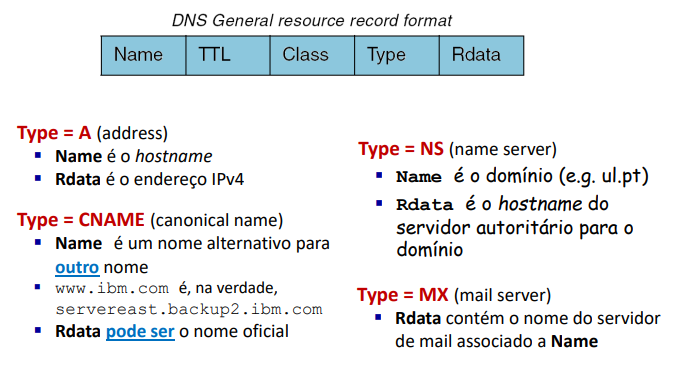 DNS General resource record format
Name TTL Class Type Rdata
Type = A (address)
▪ Name é o hostname
▪ Rdata é o endereço IPv4
Type = CNAME (canonical name)
▪ Name é um nome alternativo para
outro nome
▪ www.ibm.com é, na verdade,
servereast.backup2.ibm.com
▪ Rdata pode ser o nome oficial
Type = NS (name server)
▪ Name é o domínio (e.g. ul.pt)
▪ Rdata é o hostname do
servidor autoritário para o
domínio
Type = MX (mail server)
▪ Rdata contém o nome do servidor
de mail associado a Name